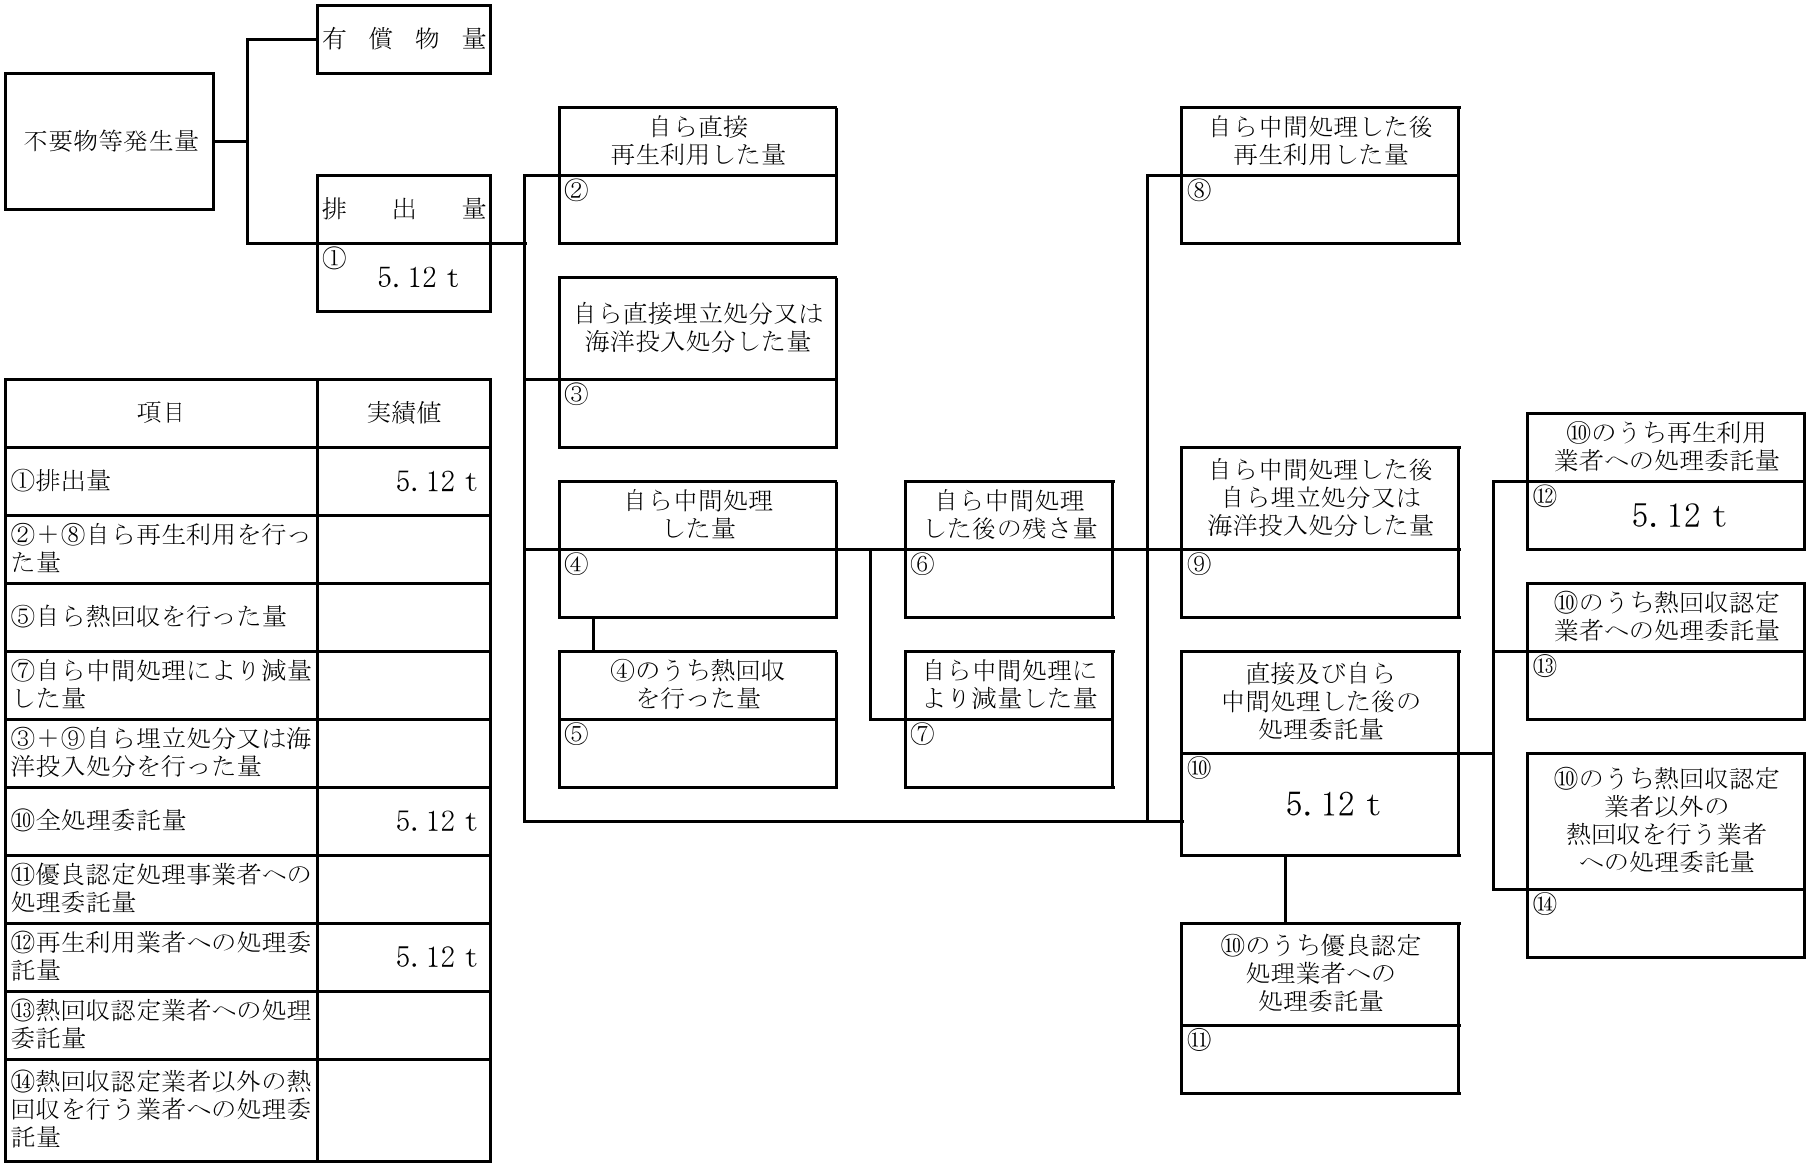 有償物量
不要物等発生量
排出量
①
5.12 t
自ら直接
再生利用した量
②
自ら直接埋立処分又は
海洋投入処分した量
③
自ら中間処理
した量
④
④のうち熱回収
を行った量
⑤
自ら中間処理
した後の残さ量
⑥
自ら中間処理に
より減量した量
⑦
自ら中間処理した後
再生利用した量
⑧
自ら中間処理した後
自ら埋立処分又は
海洋投入処分した量
⑨
直接及び自ら
中間処理した後の
処理委託量
⑩
5.12 t
⑩のうち優良認定
処理業者への
処理委託量
⑪
⑩のうち再生利用
業者への処理委託量
⑫
5.12 t
⑩のうち熱回収認定
業者への処理委託量
⑬
⑩のうち熱回収認定
業者以外の
熱回収を行う業者
への処理委託量
⑭
項目 実績値
①排出量 5.12 t
②＋⑧自ら再生利用を行っ
た量
⑤自ら熱回収を行った量
⑦自ら中間処理により減量
した量
③＋⑨自ら埋立処分又は海
洋投入処分を行った量
⑩全処理委託量 5.12 t
⑪優良認定処理事業者への
処理委託量
⑫再生利用業者への処理委
託量 5.12 t
⑬熱回収認定業者への処理
委託量
⑭熱回収認定業者以外の熱
回収を行う業者への処理委
託量